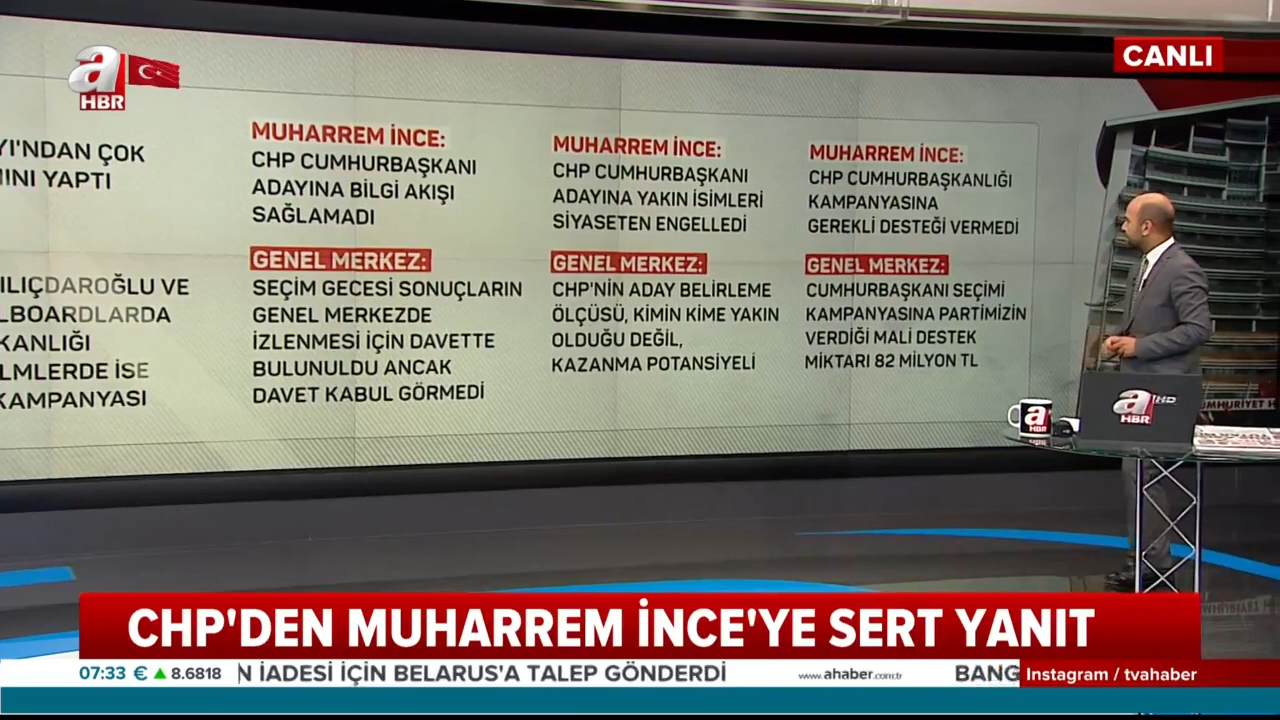 a
HBR
CANLI
YI'NDAN ÇOK
MINI YAPTI
ILIÇDAROĞLU VE
LBOARDLARDA
KANLIĞI
LMLERDE İSE
KAMPANYASI
MUHARREM İNCE:
CHP CUMHURBAŞKANI
ADAYINA BİLGİ AKIŞI
SAĞLAMADI
GENEL MERKEZ:
SEÇİM GECESİ SONUÇLARIN
GENEL MERKEZDE
İZLENMESİ İÇİN DAVETTE
BULUNULDU ANCAK
DAVET KABUL GÖRMEDİ
MUHARREM İNCE:
CHP CUMHURBAŞKANI
ADAYINA YAKIN İSİMLERİ
SİYASETEN ENGELLEDİ
GENEL MERKEZ:
CHP'NİN ADAY BELİRLEME
ÖLÇÜSÜ, KİMİN KİME YAKIN
OLDUĞU DEĞİL,
KAZANMA POTANSİYELİ
MUHARREM İNCE:
CHP CUMHURBAŞKANLIĞI
KAMPANYASINA
GEREKLİ DESTEĞİ VERMEDİ
GENEL MERKEZ:
CUMHURBAŞKANI SEÇİMİ
KAMPANYASINA PARTİMİZİN
VERDİĞİ MALİ DESTEK
MİKTARI 82 MİLYON TL
a
HBR
a HD
HBR
UMHURİYET H
CHP'DEN MUHARREM İNCE'YE SERT YANIT
07:33 € ▲ 8.6818 N İADESİ İÇİN BELARUS'A TALEP GÖNDERDİ www.ahaber.com.tr BANG Instagram / tvahaber